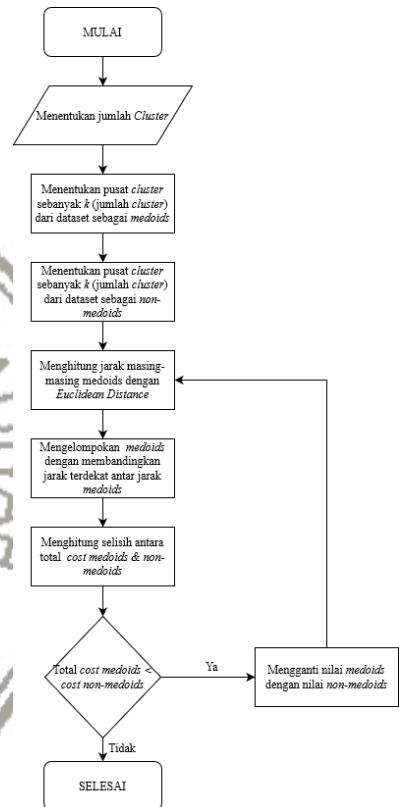 MULAI
Menentukan jumlah Cluster
Menentukan pusat cluster
sebanyak k (jumlah cluster)
dari dataset sebagai medoids
Menentukan pusat cluster
sebanyak k (jumlah cluster)
dari dataset sebagai non-
medoids
Menghitung jarak masing-
masing medoids dengan
Euclidean Distance
Mengelompokan medoids
dengan membandingkan
jarak terdekat antar jarak
medoids
Menghitung selisih antara
total cost medoids & non-
medoids
Total cost medoids <
cost non-medoids
Ya
Mengganti nilai medoids
dengan nilai non-medoids
Tidak
SELESAI